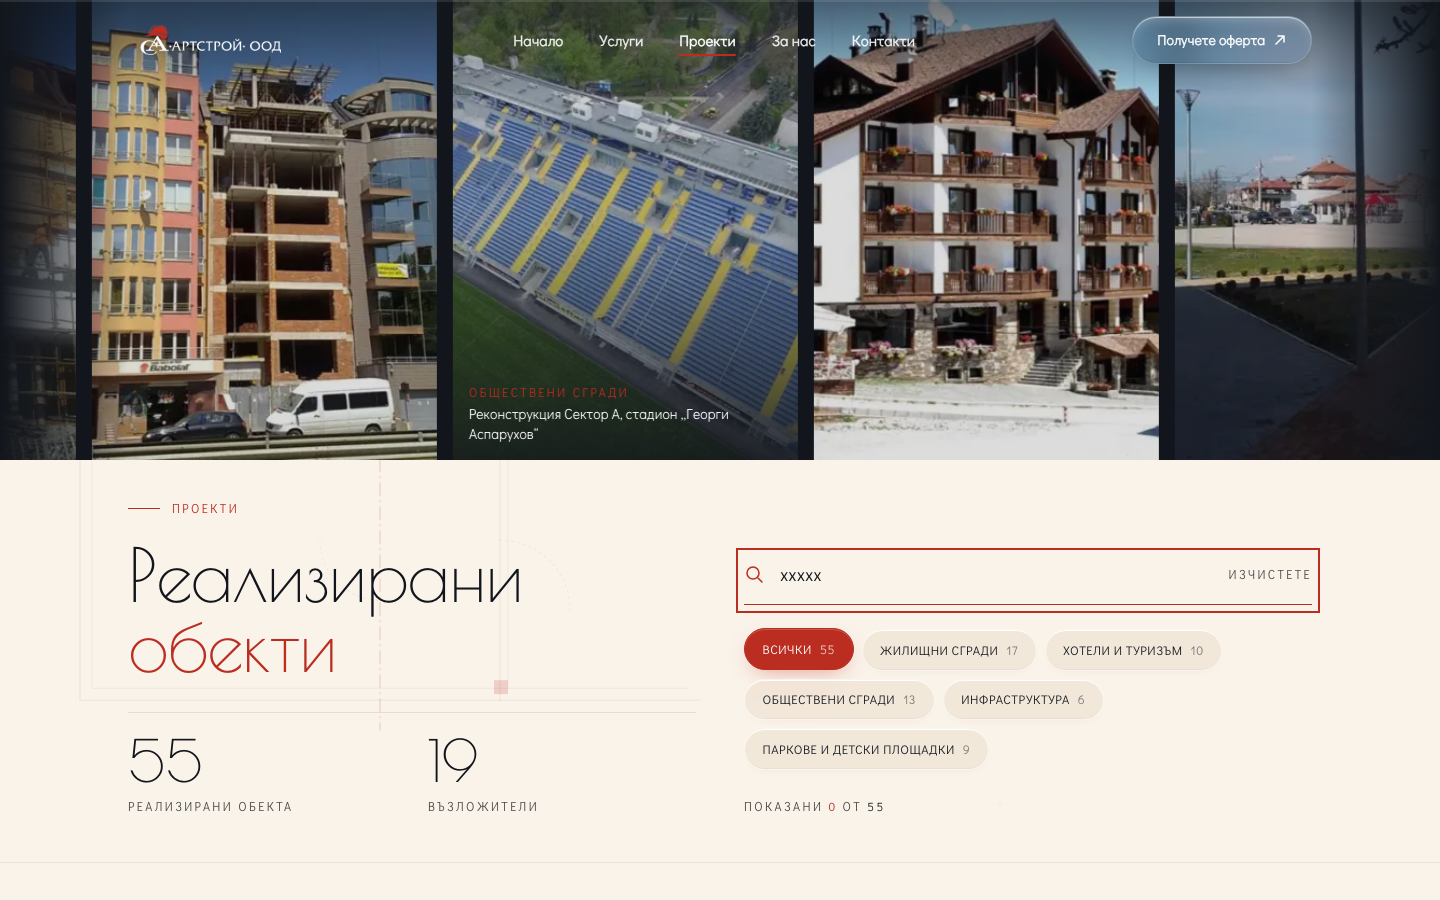 АРТСТРОЙ· ООД
Начало
Услуги
Проекти
За нас
Контакти
Получете оферта
Babolat
ОБЩЕСТВЕНИ СГРАДИ
Реконструкция Сектор А, стадион „Георги
Аспарухов“
ПРОЕКТИ
Реализирани
обекти
xxxxx
ИЗЧИСТЕТЕ
ВСИЧКИ 55
ЖИЛИЩНИ СГРАДИ 17
ХОТЕЛИ И ТУРИЗЪМ 10
ОБЩЕСТВЕНИ СГРАДИ 13
ИНФРАСТРУКТУРА 6
ПАРКОВЕ И ДЕТСКИ ПЛОЩАДКИ 9
55
РЕАЛИЗИРАНИ ОБЕКТА
19
ВЪЗЛОЖИТЕЛИ
ПОКАЗАНИ 0 ОТ 55